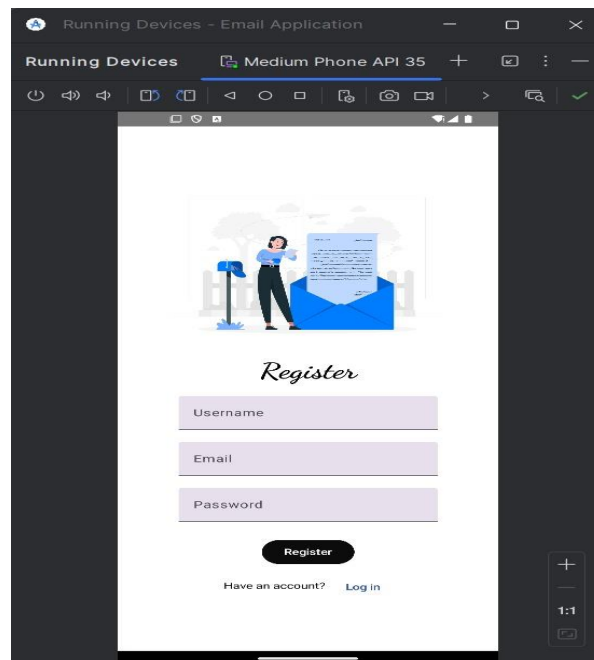 Running Devices - Email Application
Running Devices
Medium Phone API 35
Register
Username
Email
Password
Register
Have an account? Log in
1:1